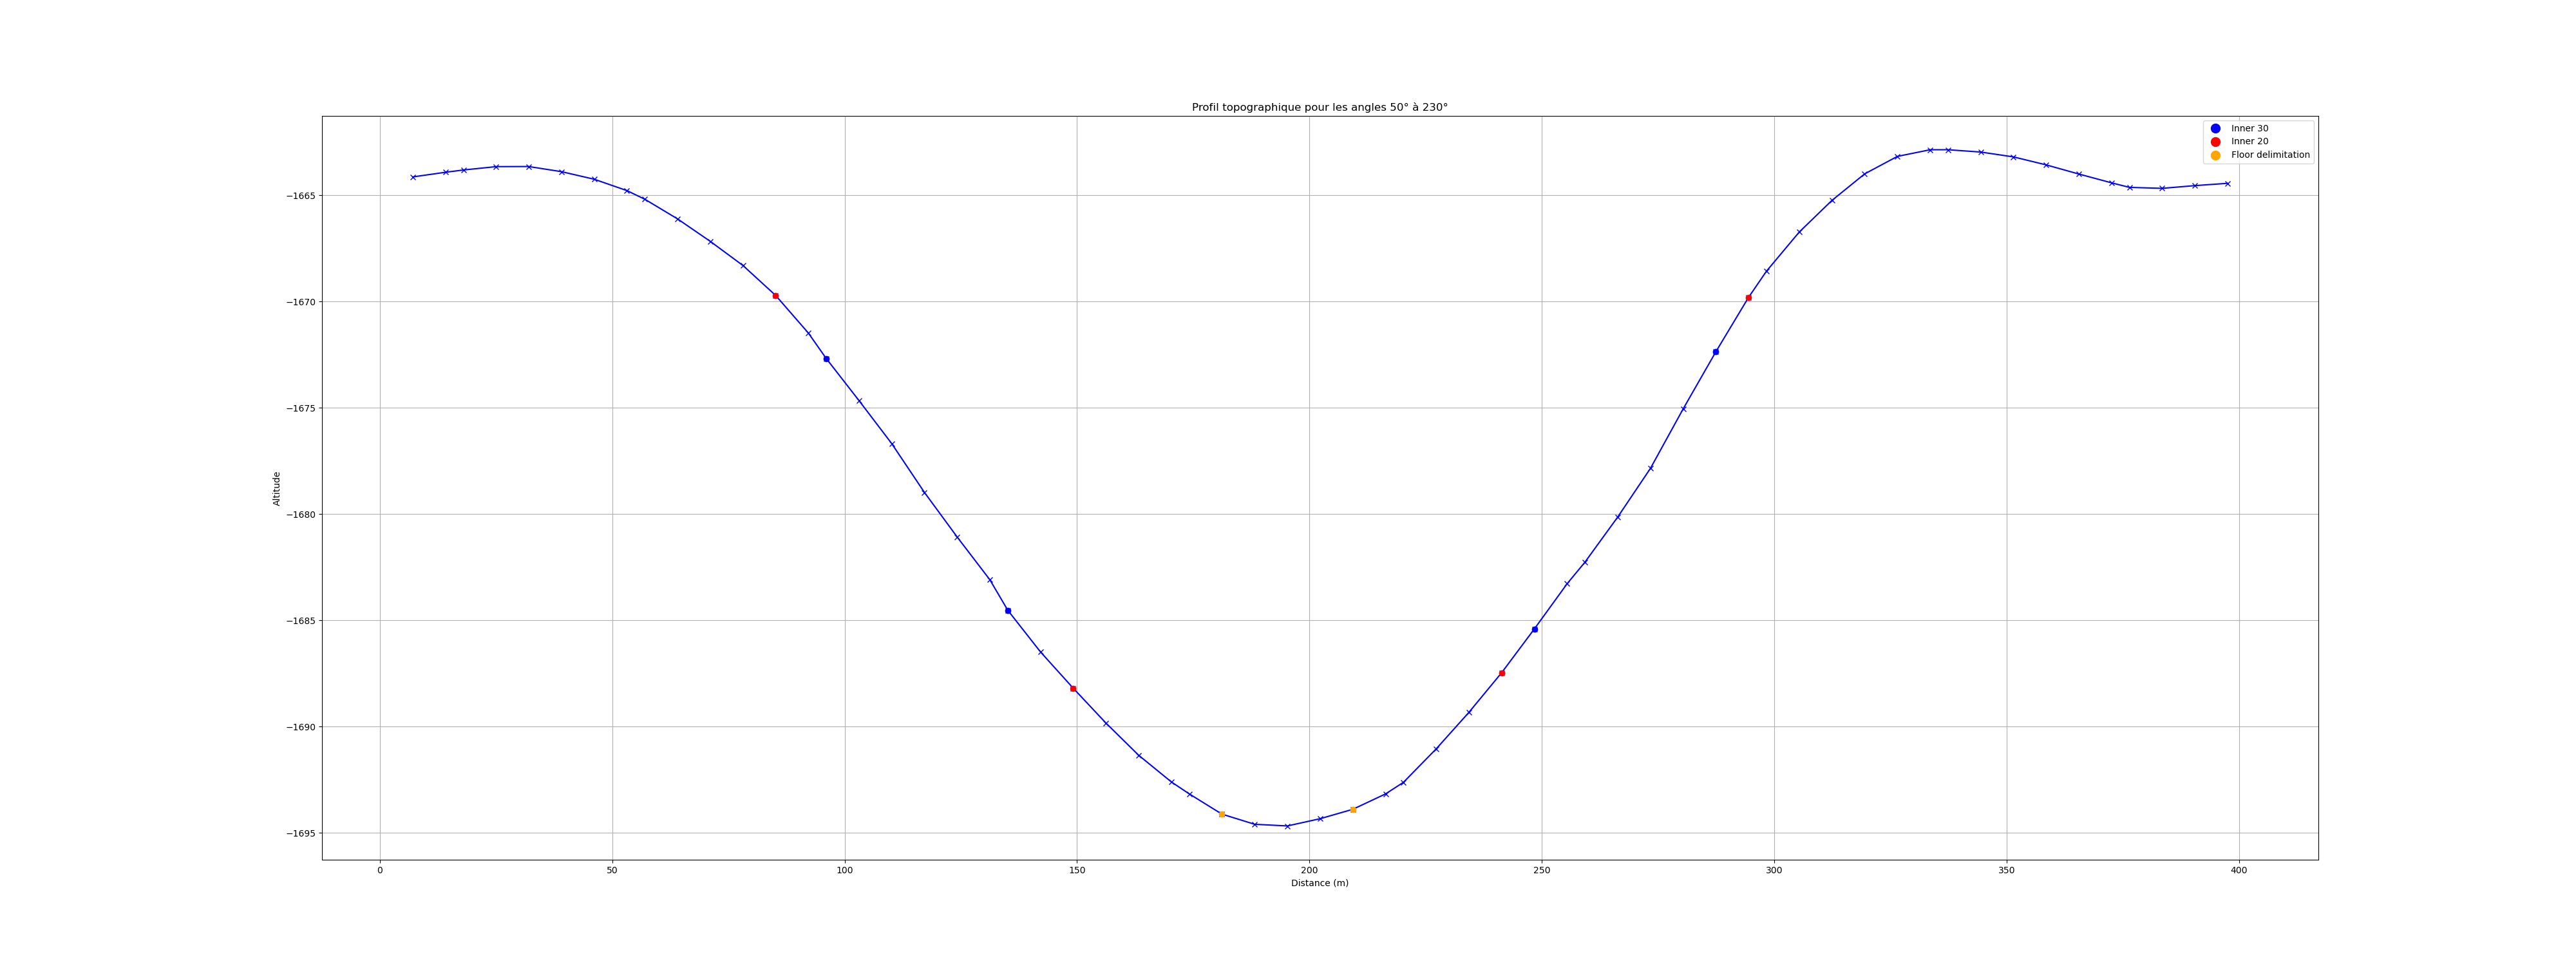 Profil topographique pour les angles 50° à 230°
Inner 30
Inner 20
Floor delimitation
−1665
−1670
−1675
−1680
−1685
−1690
−1695
Altitude
0 50 100 150 200 250 300 350 400
Distance (m)